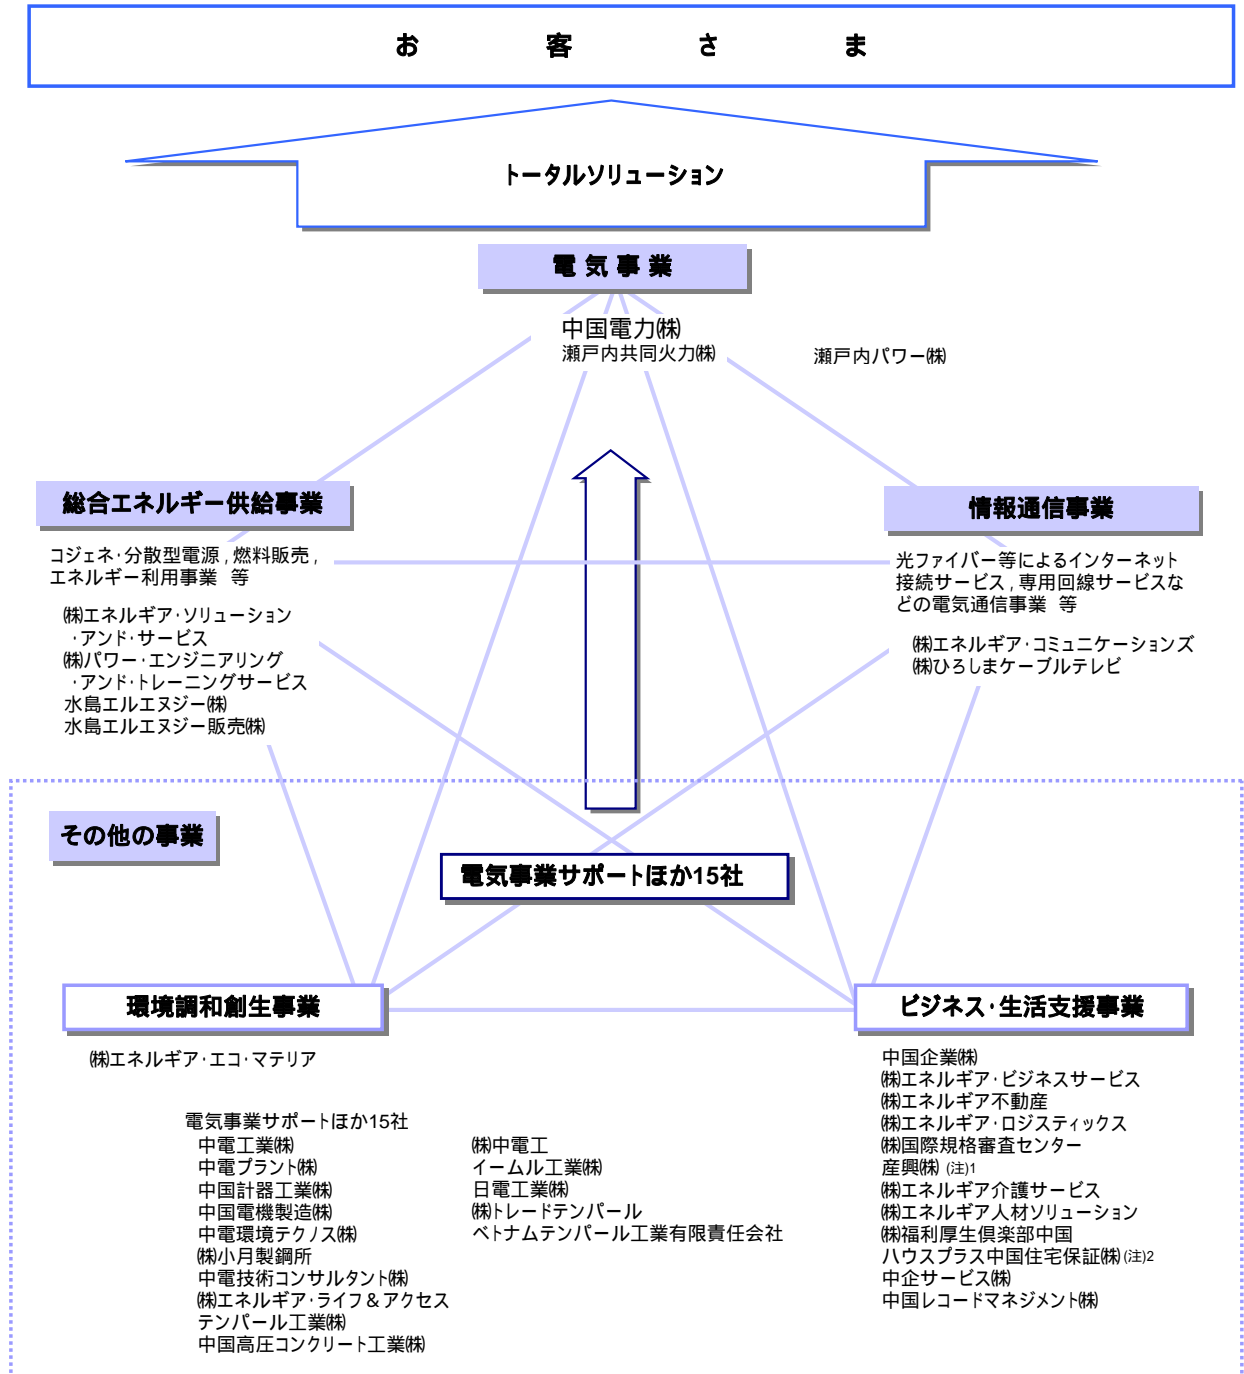 お客さま
トータルソリューション
電気事業
中国電力㈱
瀬戸内共同火力㈱
瀬戸内パワー㈱
総合エネルギー供給事業
コジェネ・分散型電源，燃料販売，
エネルギー利用事業 等
㈱エネルギア・ソリューション
・アンド・サービス
㈱パワー・エンジニアリング
・アンド・トレーニングサービス
水島エルエヌジー㈱
水島エルエヌジー販売㈱
情報通信事業
光ファイバー等によるインターネット
接続サービス，専用回線サービスな
どの電気通信事業 等
㈱エネルギア・コミュニケーションズ
㈱ひろしまケーブルテレビ
その他の事業
電気事業サポートほか15社
環境調和創生事業
㈱エネルギア・エコ・マテリア
電気事業サポートほか15社
中電工業㈱
中電プラント㈱
中国計器工業㈱
中国電機製造㈱
中電環境テクノス㈱
㈱小月製鋼所
中電技術コンサルタント㈱
㈱エネルギア・ライフ＆アクセス
テンパール工業㈱
中国高圧コンクリート工業㈱
㈱中電工
イームル工業㈱
日電工業㈱
㈱トレードテンパール
ベトナムテンパール工業有限責任会社
ビジネス・生活支援事業
中国企業㈱
㈱エネルギア・ビジネスサービス
㈱エネルギア不動産
㈱エネルギア・ロジスティックス
㈱国際規格審査センター
産興㈱ (注)1
㈱エネルギア介護サービス
㈱エネルギア人材ソリューション
㈱福利厚生倶楽部中国
ハウスプラス中国住宅保証㈱(注)2
中企サービス㈱
中国レコードマネジメント㈱